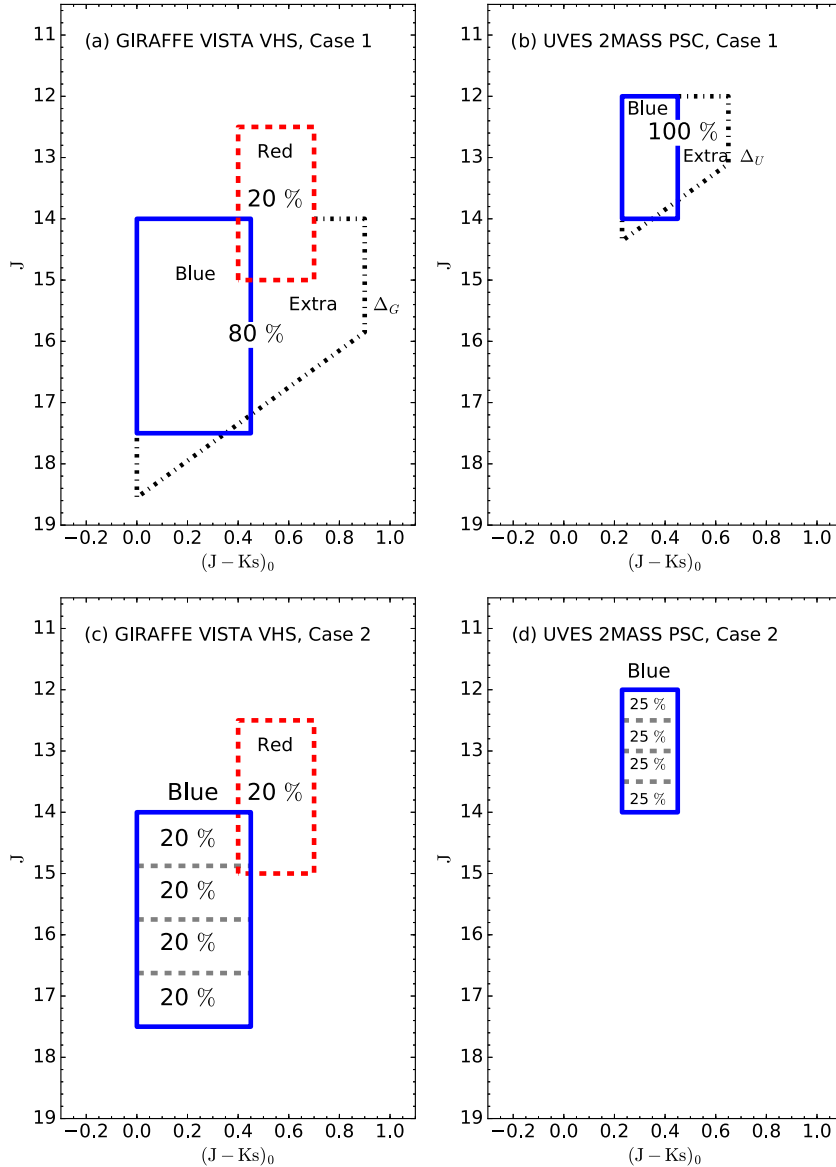 (a) GIRAFFE VISTA VHS, Case 1
11
12
13
14
15
16
17
18
19
J
Red
20 %
Blue
Extra
Δ_G
80 %
−0.2 0.0 0.2 0.4 0.6 0.8 1.0
(J − Ks)₀
(b) UVES 2MASS PSC, Case 1
11
12
13
14
15
16
17
18
19
J
Blue
100 %
Extra Δ_U
−0.2 0.0 0.2 0.4 0.6 0.8 1.0
(J − Ks)₀
(c) GIRAFFE VISTA VHS, Case 2
11
12
13
14
15
16
17
18
19
J
Red
20 %
Blue
20 %
20 %
20 %
20 %
−0.2 0.0 0.2 0.4 0.6 0.8 1.0
(J − Ks)₀
(d) UVES 2MASS PSC, Case 2
11
12
13
14
15
16
17
18
19
J
Blue
25 %
25 %
25 %
25 %
−0.2 0.0 0.2 0.4 0.6 0.8 1.0
(J − Ks)₀